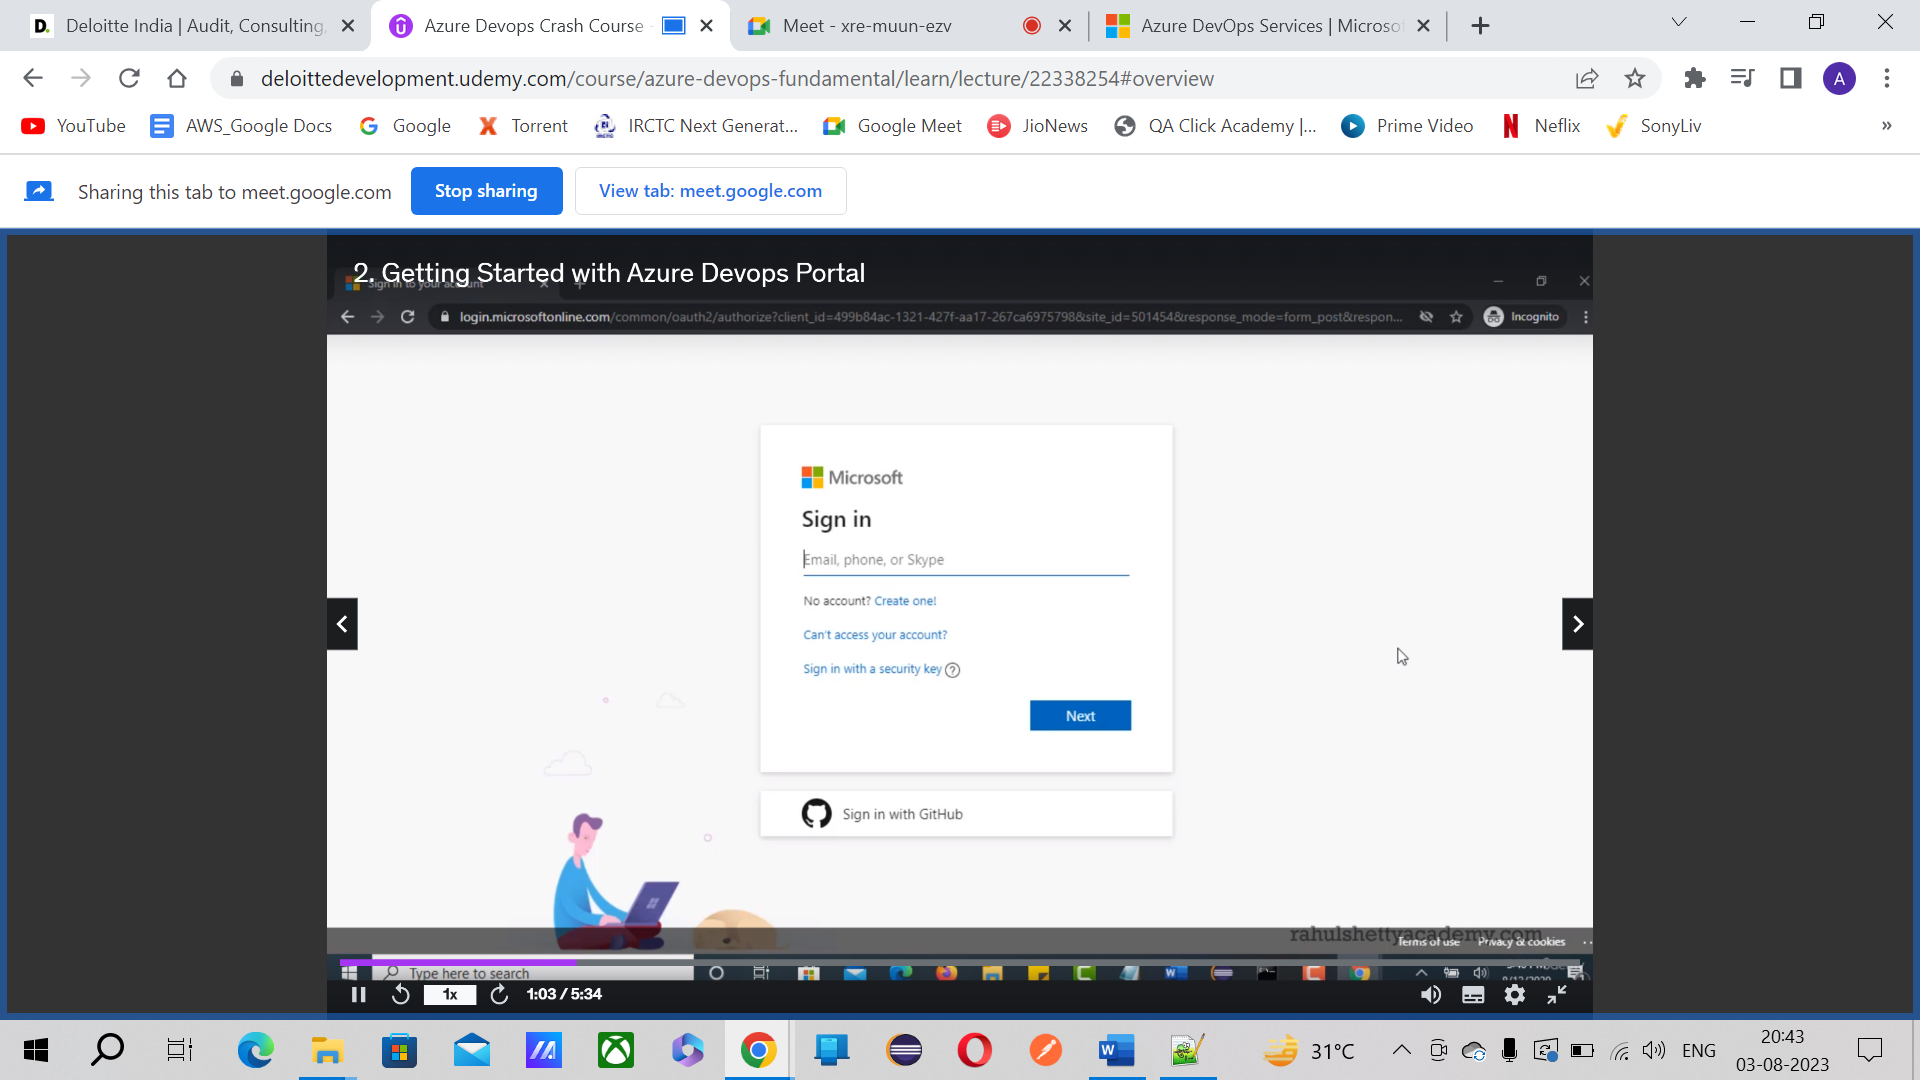 Deloitte India | Audit, Consulting,
Azure Devops Crash Course
Meet - xre-muun-ezv
Azure DevOps Services | Microso
deloittedevelopment.udemy.com/course/azure-devops-fundamental/learn/lecture/22338254#overview
A
YouTube
AWS_Google Docs
Google
Torrent
IRCTC Next Generat...
Google Meet
JioNews
QA Click Academy |...
Prime Video
Neflix
SonyLiv
»
Sharing this tab to meet.google.com
Stop sharing
View tab: meet.google.com
2. Getting Started with Azure Devops Portal
Sign in to your account
login.microsoftonline.com/common/oauth2/authorize?client_id=499b84ac-1321-427f-aa17-267ca6975798&site_id=501454&response_mode=form_post&respon...
Incognito
Microsoft
Sign in
Email, phone, or Skype
No account? Create one!
Can't access your account?
Sign in with a security key
Next
Sign in with GitHub
rahulshettyacademy.com
Terms of use
Privacy & cookies
Type here to search
1x
1:03 / 5:34
31°C
ENG
20:43
03-08-2023